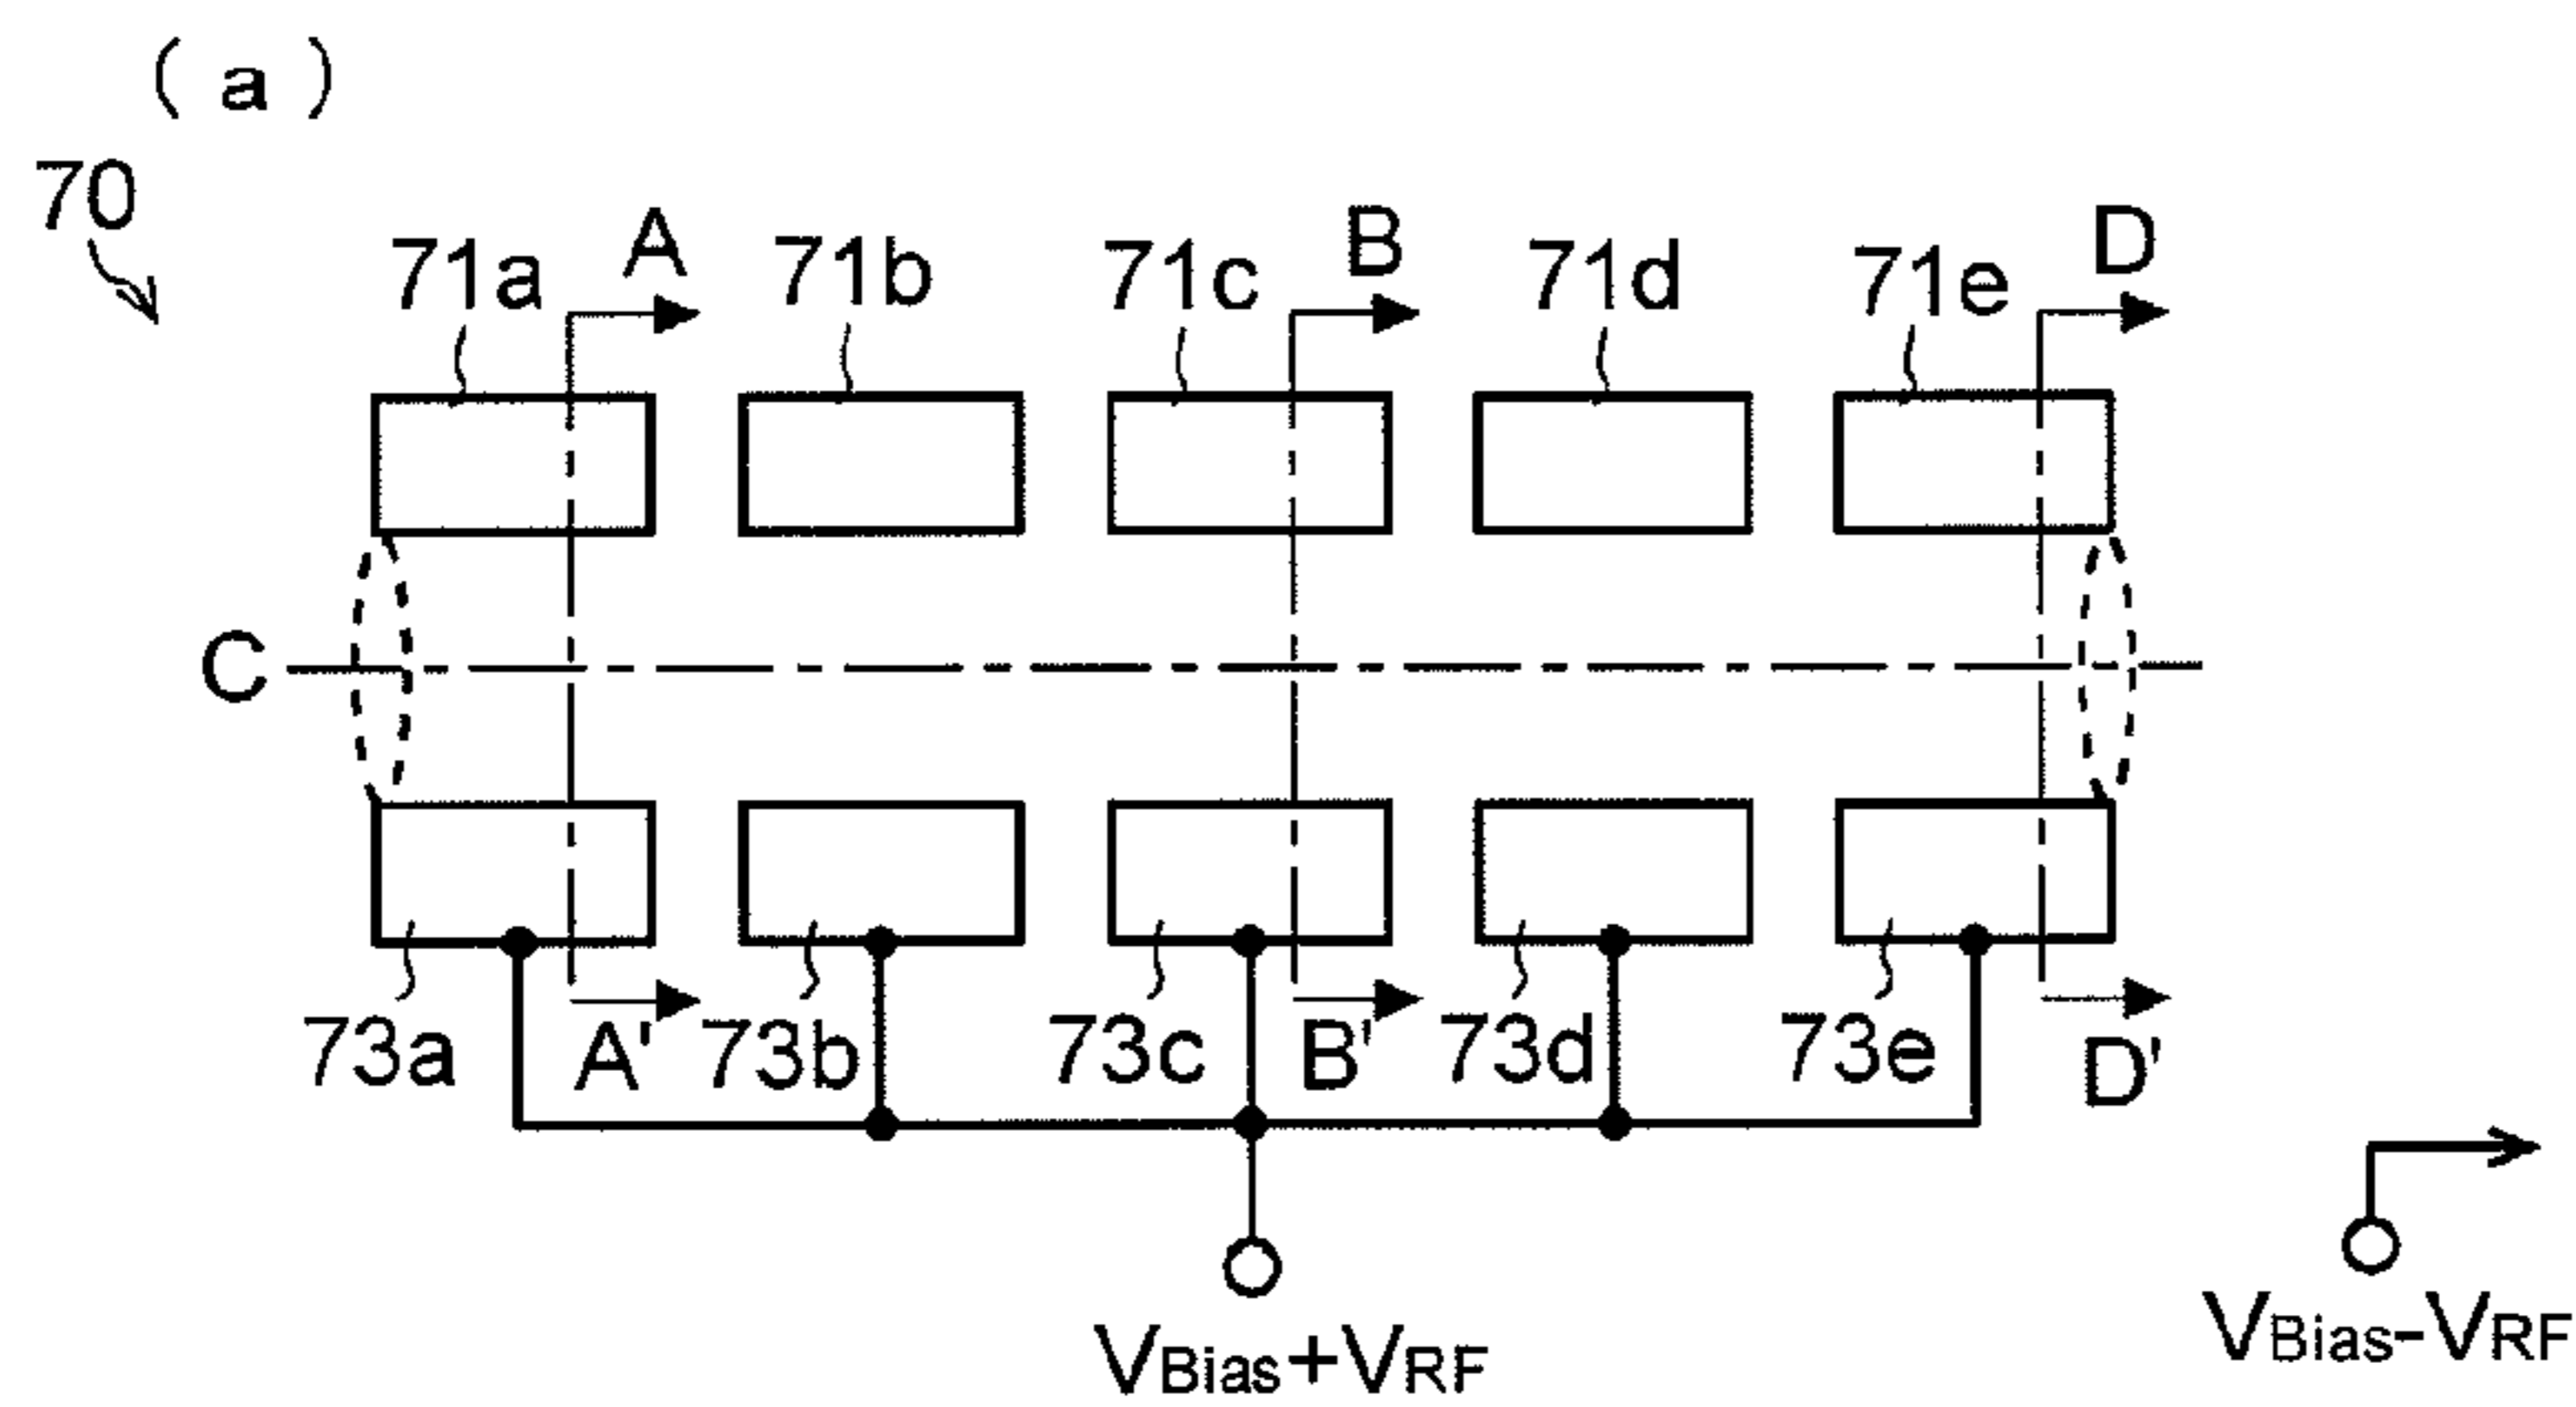 ( a )
70
71a A 71b 71c B 71d 71e D
C
73a A' 73b 73c B' 73d 73e D'
VBias+VRF
VBias-VRF